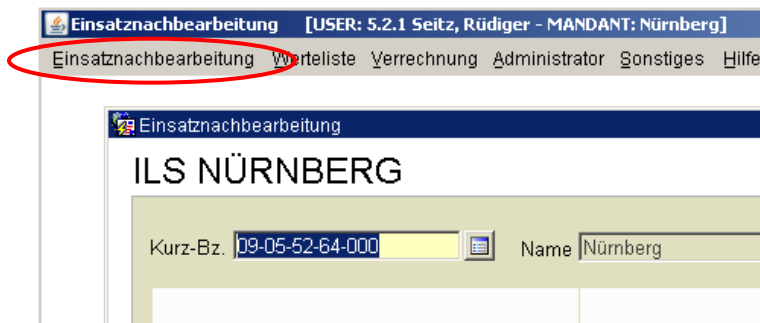 Einsatznachbearbeitung [USER: 5.2.1 Seitz, Rüdiger - MANDANT: Nürnberg]
Einsatznachbearbeitung Werteliste Verrechnung Administrator Sonstiges Hilfe
Einsatznachbearbeitung
ILS NÜRNBERG
Kurz-Bz. 09-05-52-64-000 Name Nürnberg